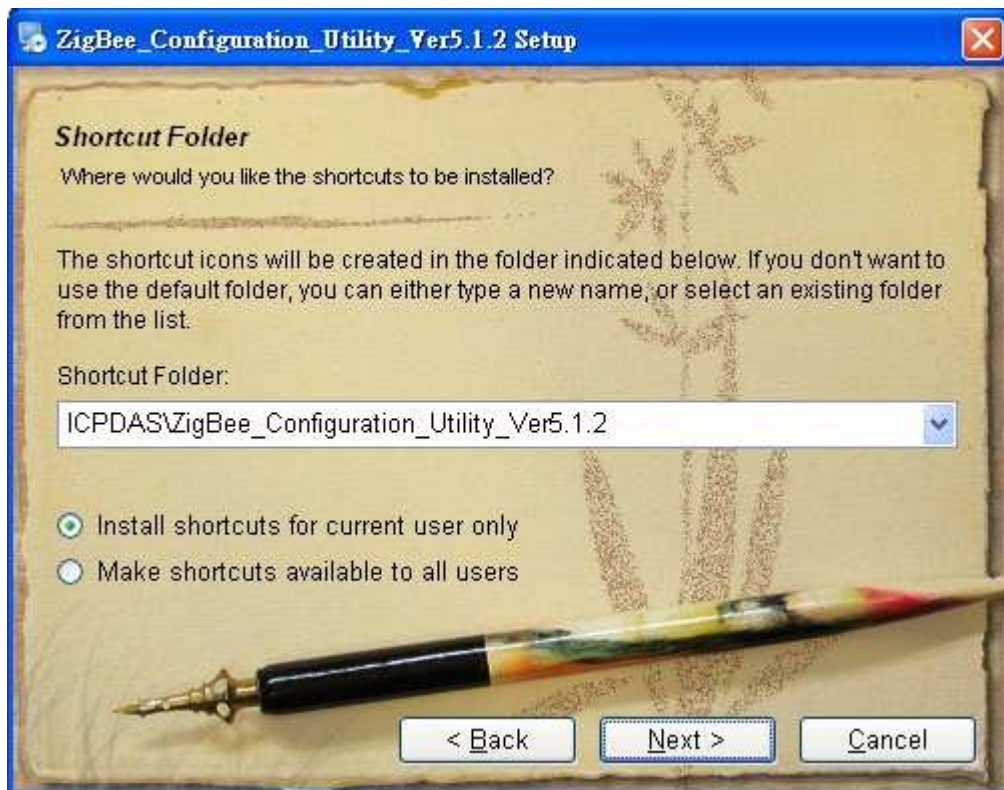 ZigBee_Configuration_Utility_Ver5.1.2 Setup
Shortcut Folder
Where would you like the shortcuts to be installed?
The shortcut icons will be created in the folder indicated below. If you don't want to
use the default folder, you can either type a new name, or select an existing folder
from the list.
Shortcut Folder:
ICPDAS\ZigBee_Configuration_Utility_Ver5.1.2
Install shortcuts for current user only
Make shortcuts available to all users
< Back Next > Cancel